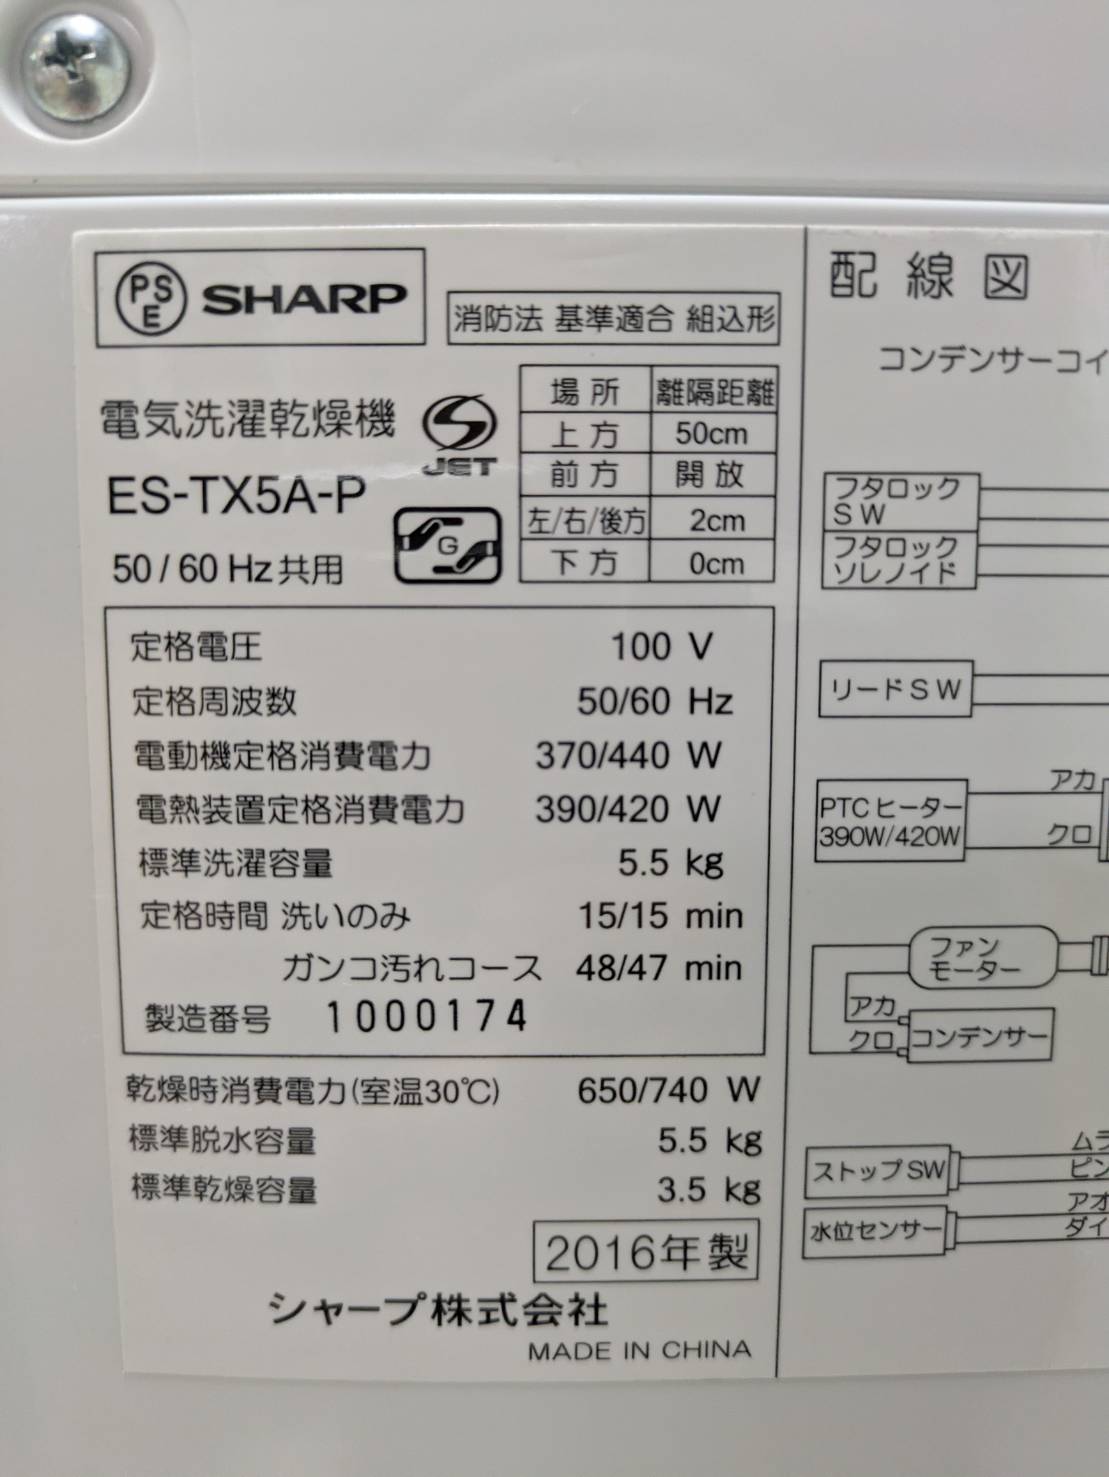 PSE SHARP
消防法 基準適合 組込形
電気洗濯乾燥機
JET
ES-TX5A-P
G
50/60 Hz共用
場所 離隔距離
上方 50cm
前方 開放
左/右/後方 2cm
下方 0cm
定格電圧 100 V
定格周波数 50/60 Hz
電動機定格消費電力 370/440 W
電熱装置定格消費電力 390/420 W
標準洗濯容量 5.5 kg
定格時間 洗いのみ 15/15 min
ガンコ汚れコース 48/47 min
製造番号 1000174
乾燥時消費電力(室温30℃) 650/740 W
標準脱水容量 5.5 kg
標準乾燥容量 3.5 kg
2016年製
シャープ株式会社
MADE IN CHINA
配線図
コンデンサーコイ
フタロック
SW
フタロック
ソレノイド
リードSW
PTCヒーター
390W/420W
アカ
クロ
ファン
モーター
アカ
クロ
コンデンサー
ストップSW
ムラ
ピン
水位センサー
アオ
ダイ